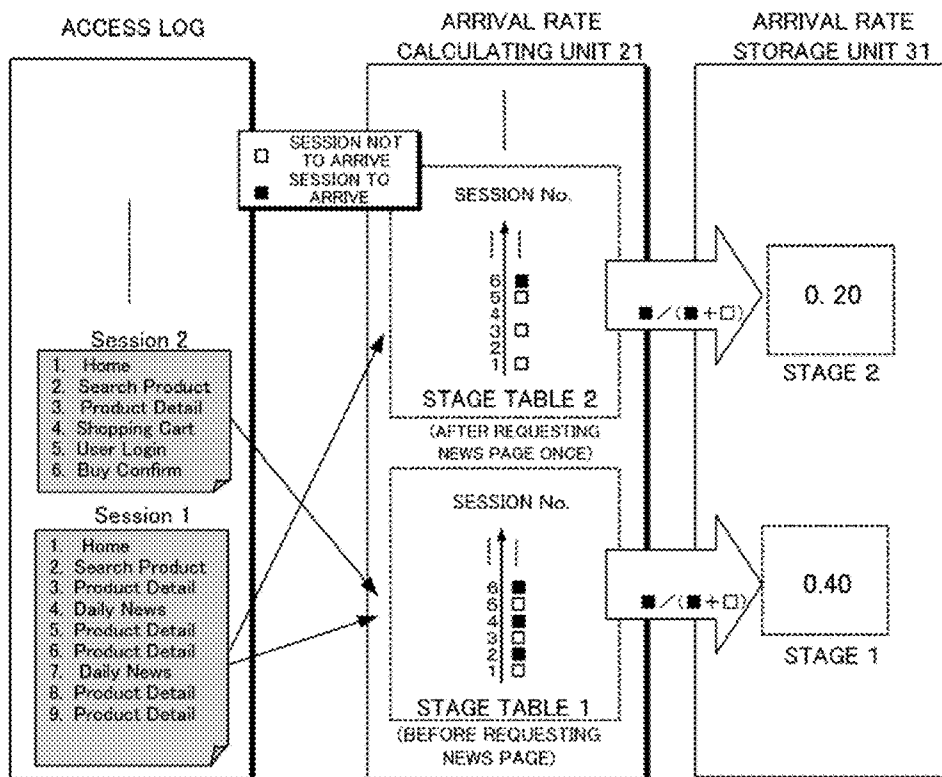 ACCESS LOG
ARRIVAL RATE
CALCULATING UNIT 21
ARRIVAL RATE
STORAGE UNIT 31
□ SESSION NOT
TO ARRIVE
■ SESSION TO
ARRIVE
Session 2
1. Home
2. Search Product
3. Product Detail
4. Shopping Cart
5. User Login
6. Buy Confirm
Session 1
1. Home
2. Search Product
3. Product Detail
4. Daily News
5. Product Detail
6. Product Detail
7. Daily News
8. Product Detail
9. Product Detail
SESSION No.
6 ■
5 □
4
3 □
2
1 □
STAGE TABLE 2
(AFTER REQUESTING
NEWS PAGE ONCE)
SESSION No.
6 ■
5 □
4 ■
3 □
2 ■
1 □
STAGE TABLE 1
(BEFORE REQUESTING
NEWS PAGE)
■/(■+□)
0.20
STAGE 2
■/(■+□)
0.40
STAGE 1